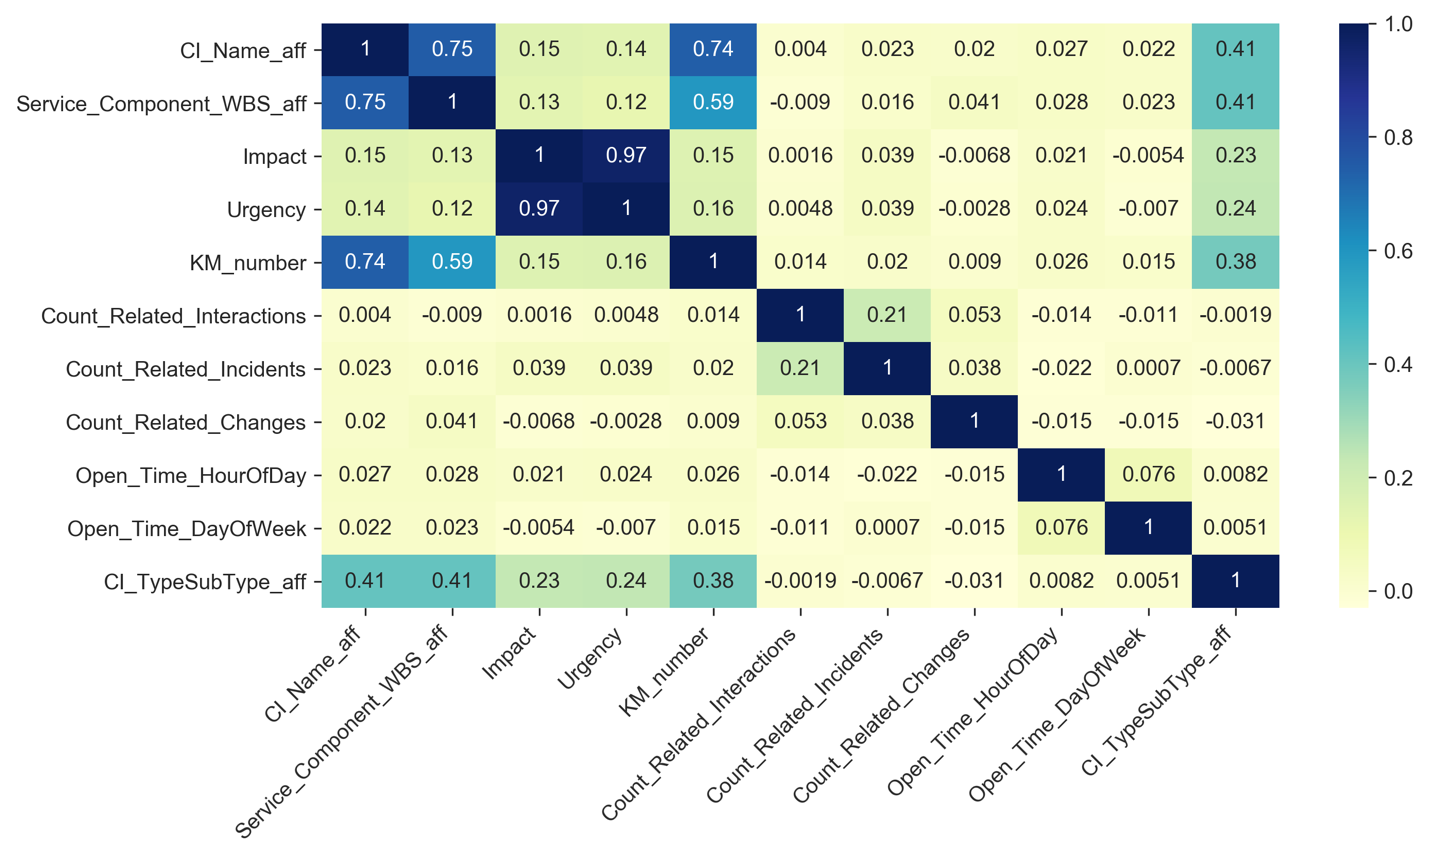 CI_Name_aff 1 0.75 0.15 0.14 0.74 0.004 0.023 0.02 0.027 0.022 0.41
Service_Component_WBS_aff 0.75 1 0.13 0.12 0.59 -0.009 0.016 0.041 0.028 0.023 0.41
Impact 0.15 0.13 1 0.97 0.15 0.0016 0.039 -0.0068 0.021 -0.0054 0.23
Urgency 0.14 0.12 0.97 1 0.16 0.0048 0.039 -0.0028 0.024 -0.007 0.24
KM_number 0.74 0.59 0.15 0.16 1 0.014 0.02 0.009 0.026 0.015 0.38
Count_Related_Interactions 0.004 -0.009 0.0016 0.0048 0.014 1 0.21 0.053 -0.014 -0.011 -0.0019
Count_Related_Incidents 0.023 0.016 0.039 0.039 0.02 0.21 1 0.038 -0.022 0.0007 -0.0067
Count_Related_Changes 0.02 0.041 -0.0068 -0.0028 0.009 0.053 0.038 1 -0.015 -0.015 -0.031
Open_Time_HourOfDay 0.027 0.028 0.021 0.024 0.026 -0.014 -0.022 -0.015 1 0.076 0.0082
Open_Time_DayOfWeek 0.022 0.023 -0.0054 -0.007 0.015 -0.011 0.0007 -0.015 0.076 1 0.0051
CI_TypeSubType_aff 0.41 0.41 0.23 0.24 0.38 -0.0019 -0.0067 -0.031 0.0082 0.0051 1
CI_Name_aff
Service_Component_WBS_aff
Impact
Urgency
KM_number
Count_Related_Interactions
Count_Related_Incidents
Count_Related_Changes
Open_Time_HourOfDay
Open_Time_DayOfWeek
CI_TypeSubType_aff
1.0
0.8
0.6
0.4
0.2
0.0